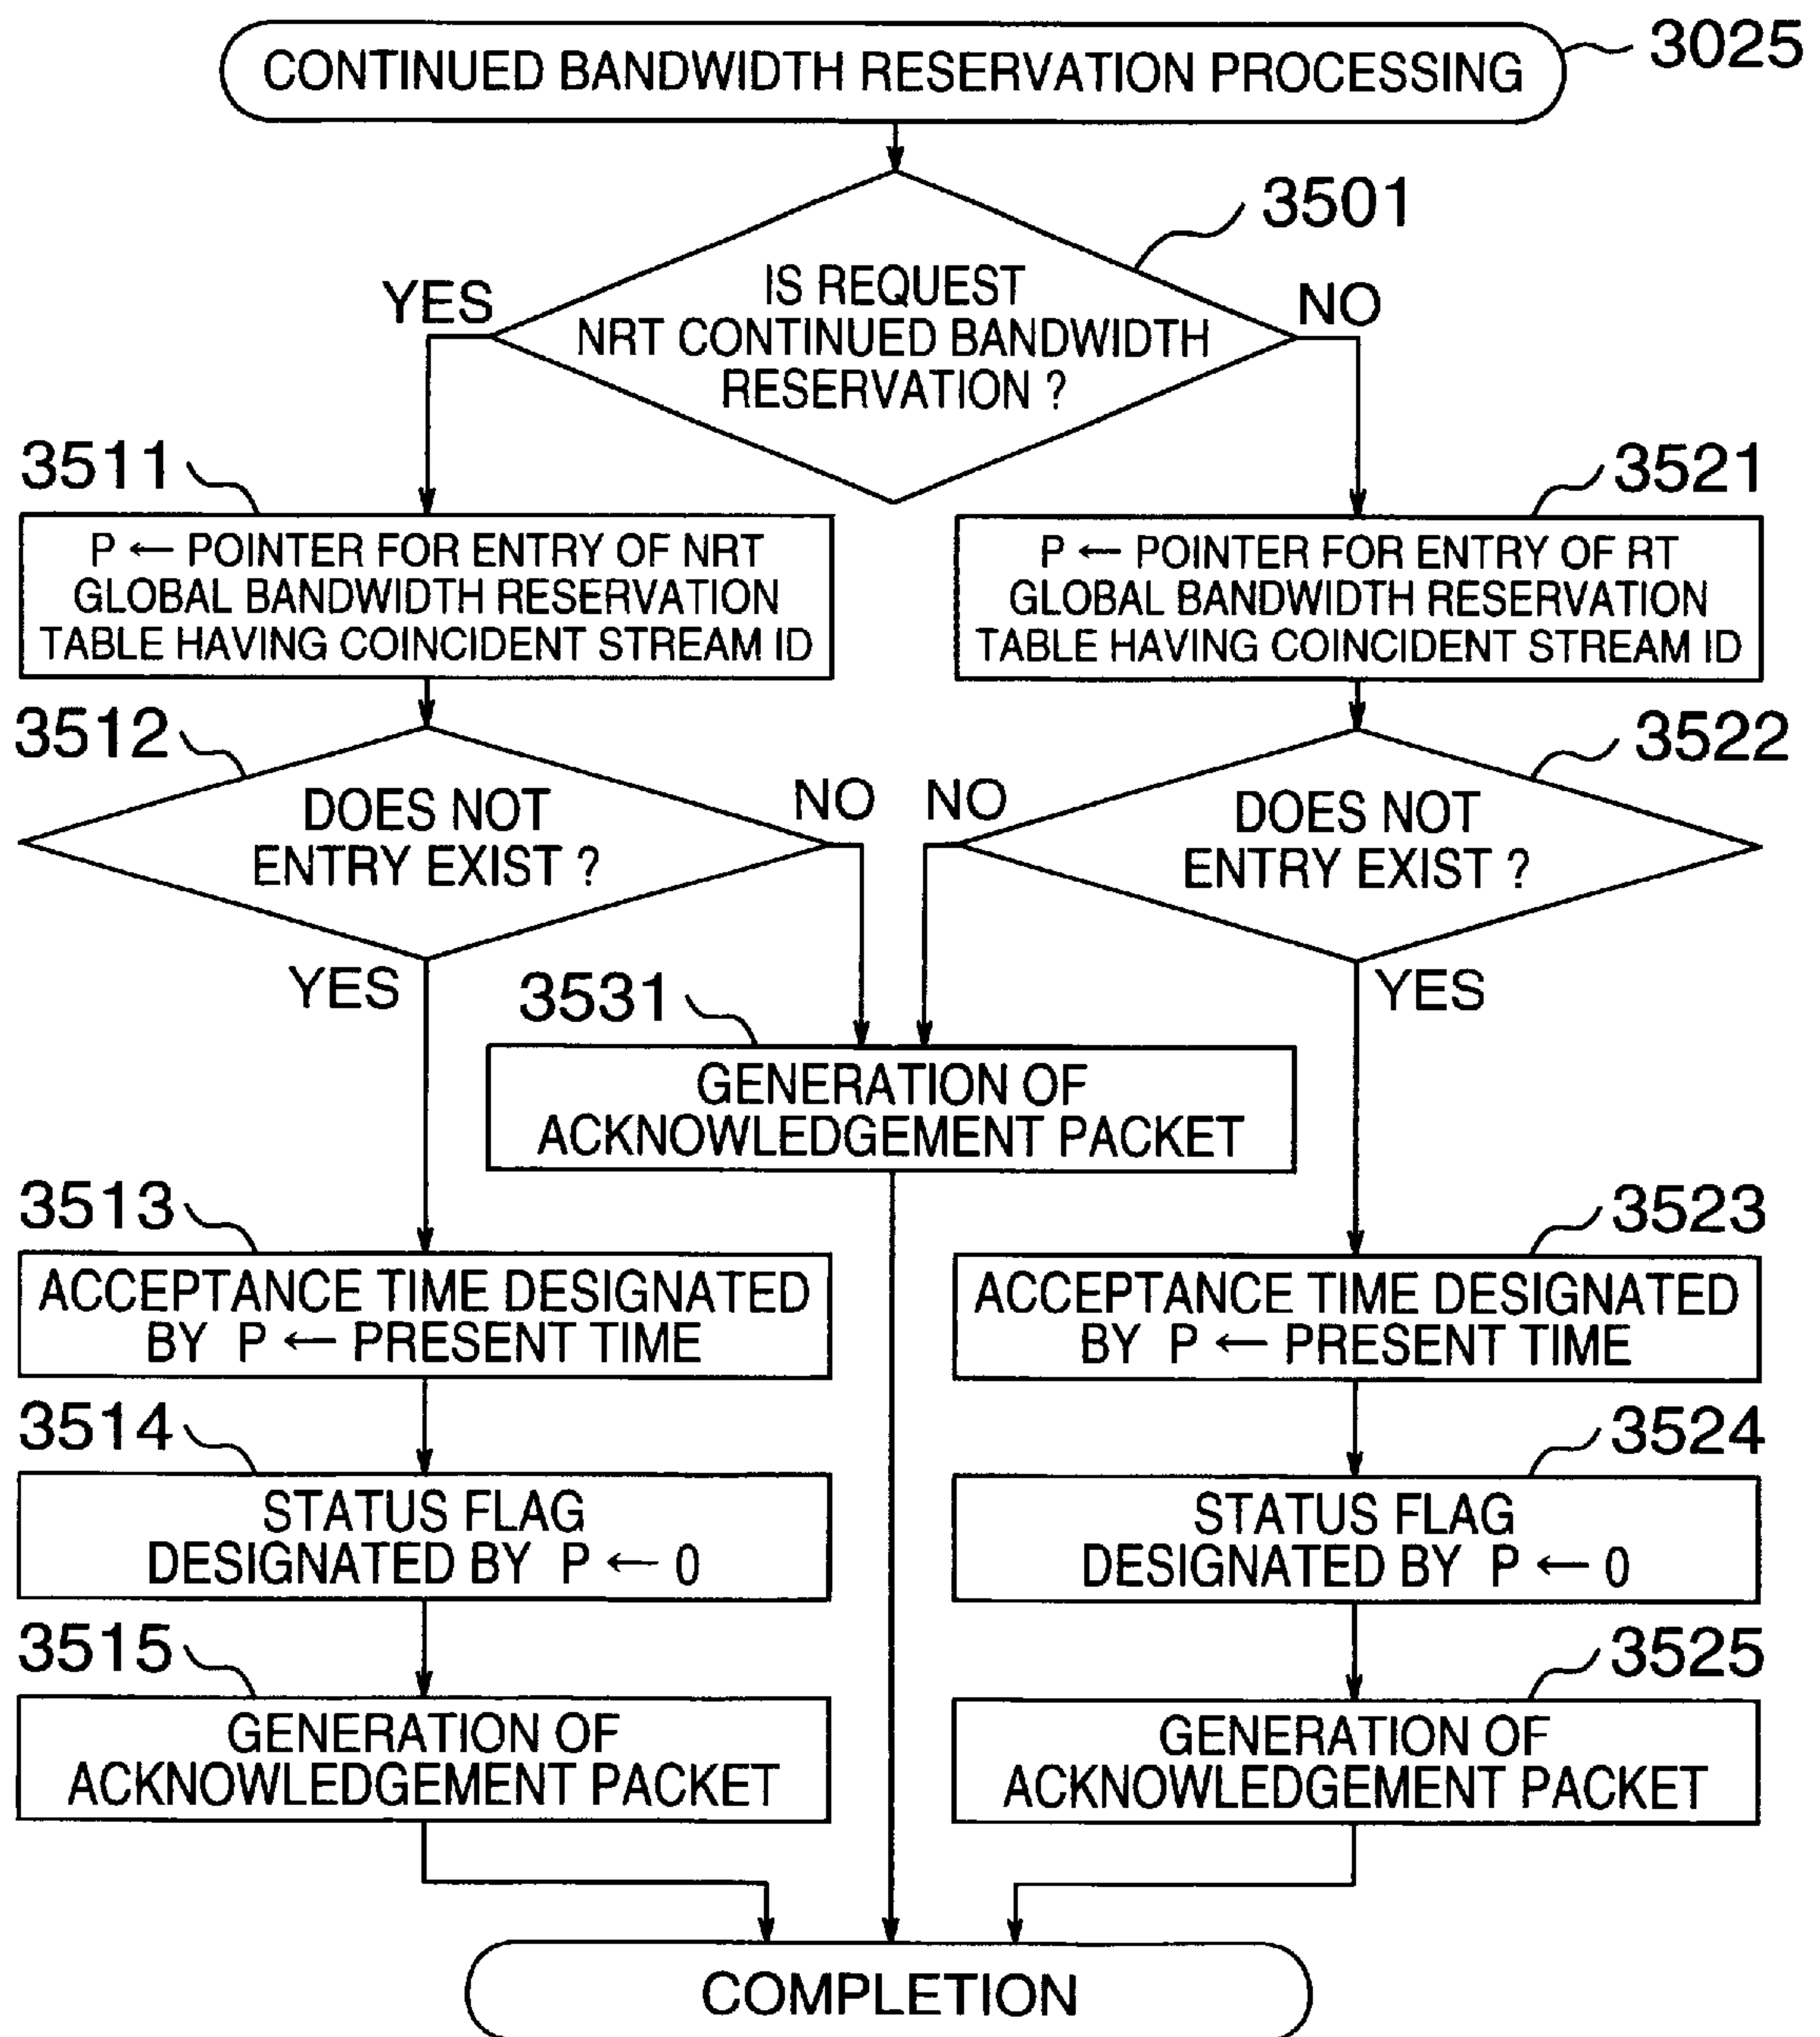 CONTINUED BANDWIDTH RESERVATION PROCESSING
3025
3501
IS REQUEST
NRT CONTINUED BANDWIDTH
RESERVATION ?
YES
NO
3511
P ← POINTER FOR ENTRY OF NRT
GLOBAL BANDWIDTH RESERVATION
TABLE HAVING COINCIDENT STREAM ID
3521
P ← POINTER FOR ENTRY OF RT
GLOBAL BANDWIDTH RESERVATION
TABLE HAVING COINCIDENT STREAM ID
3512
DOES NOT
ENTRY EXIST ?
NO
YES
3522
DOES NOT
ENTRY EXIST ?
NO
YES
3531
GENERATION OF
ACKNOWLEDGEMENT PACKET
3513
ACCEPTANCE TIME DESIGNATED
BY P ← PRESENT TIME
3523
ACCEPTANCE TIME DESIGNATED
BY P ← PRESENT TIME
3514
STATUS FLAG
DESIGNATED BY P ← 0
3524
STATUS FLAG
DESIGNATED BY P ← 0
3515
GENERATION OF
ACKNOWLEDGEMENT PACKET
3525
GENERATION OF
ACKNOWLEDGEMENT PACKET
COMPLETION